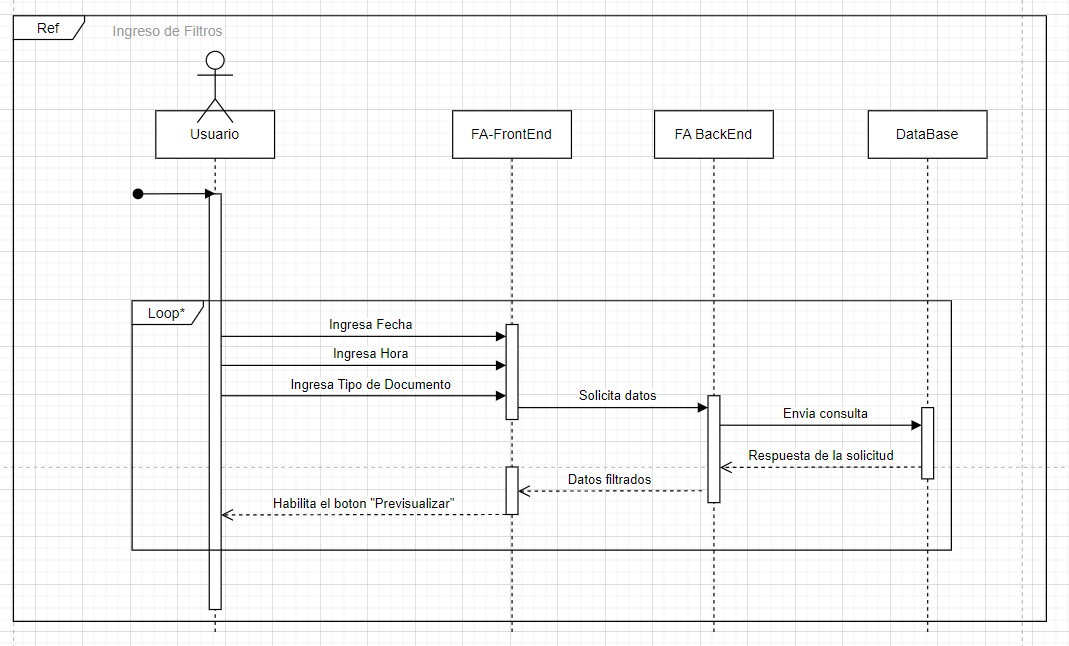 Ref
Ingreso de Filtros
Usuario
FA-FrontEnd
FA BackEnd
DataBase
Loop*
Ingresa Fecha
Ingresa Hora
Ingresa Tipo de Documento
Solicita datos
Envia consulta
Respuesta de la solicitud
Datos filtrados
Habilita el boton "Previsualizar"